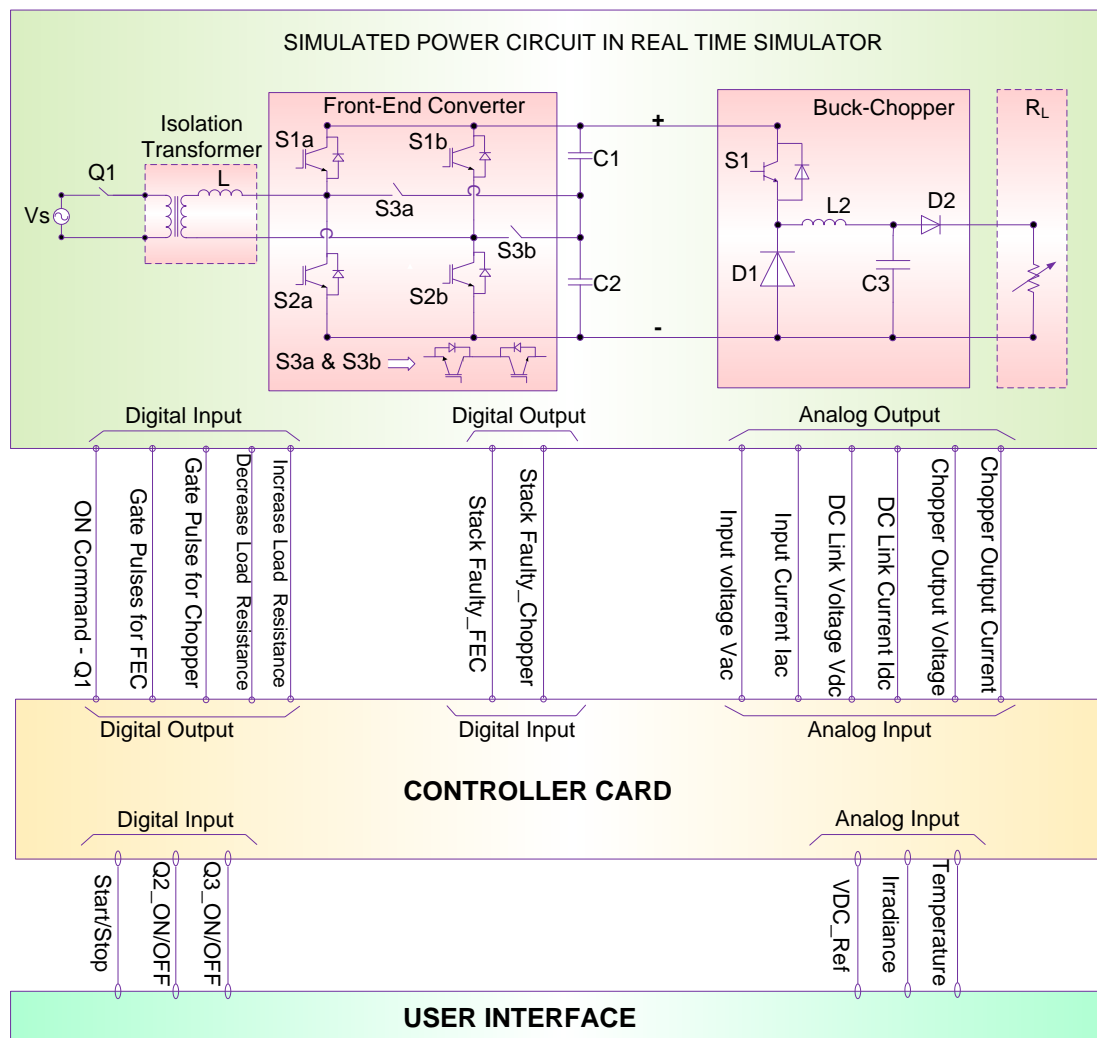 SIMULATED POWER CIRCUIT IN REAL TIME SIMULATOR
Isolation
Transformer
Front-End Converter
Buck-Chopper
RL
Q1
L
Vs
S1a
S1b
S3a
S3b
S2a
S2b
C1
C2
+
-
S1
L2
D2
D1
C3
S3a & S3b
Digital Input
Digital Output
Analog Output
ON Command - Q1
Gate Pulses for FEC
Gate Pulse for Chopper
Decrease Load Resistance
Increase Load Resistance
Stack Faulty_FEC
Stack Faulty_Chopper
Input voltage Vac
Input Current Iac
DC Link Voltage Vdc
DC Link Current Idc
Chopper Output Voltage
Chopper Output Current
Digital Output
Digital Input
Analog Input
CONTROLLER CARD
Digital Input
Analog Input
Start/Stop
Q2_ON/OFF
Q3_ON/OFF
VDC_Ref
Irradiance
Temperature
USER INTERFACE